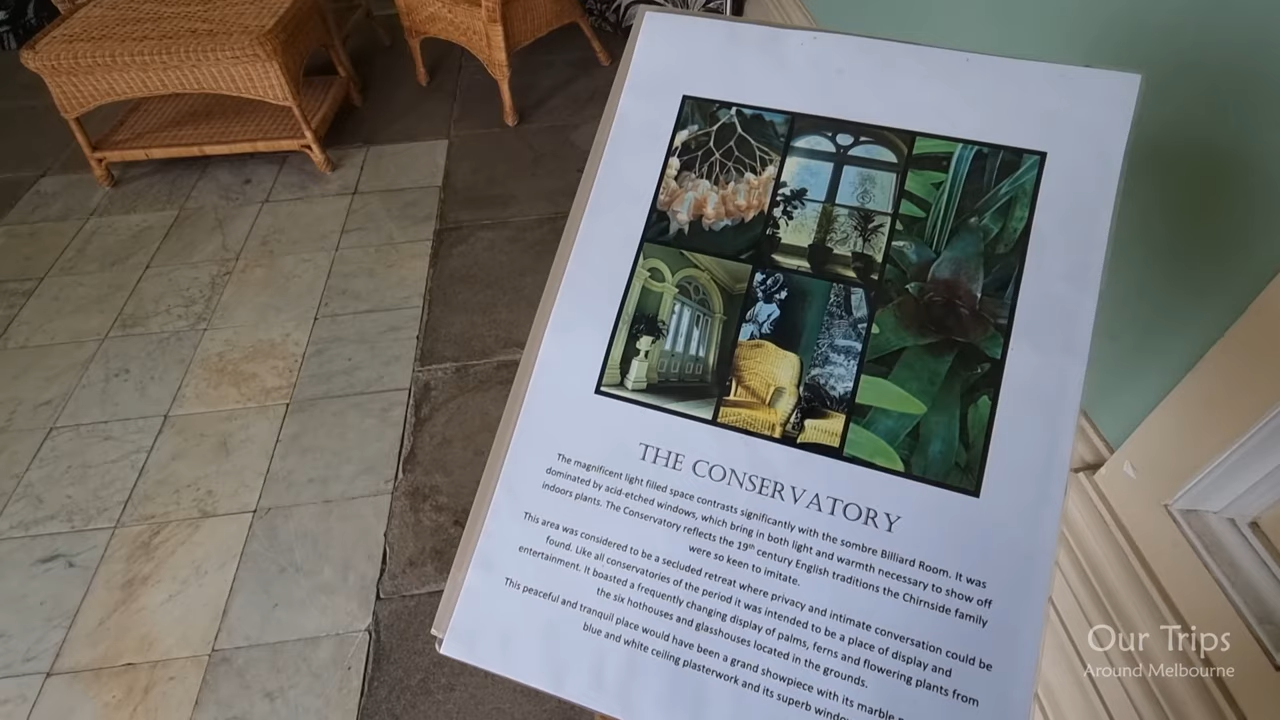 THE CONSERVATORY
The magnificent light filled space contrasts significantly with the sombre Billiard Room. It was
dominated by acid-etched windows, which bring in both light and warmth necessary to show off
indoors plants. The Conservatory reflects the 19th century English traditions the Chirnside family
were so keen to imitate.
This area was considered to be a secluded retreat where privacy and intimate conversation could be
found. Like all conservatories of the period it was intended to be a place of display and
entertainment. It boasted a frequently changing display of palms, ferns and flowering plants from
the six hothouses and glasshouses located in the grounds.
This peaceful and tranquil place would have been a grand showpiece with its marble
blue and white ceiling plasterwork and its superb
Our Trips
Around Melbourne